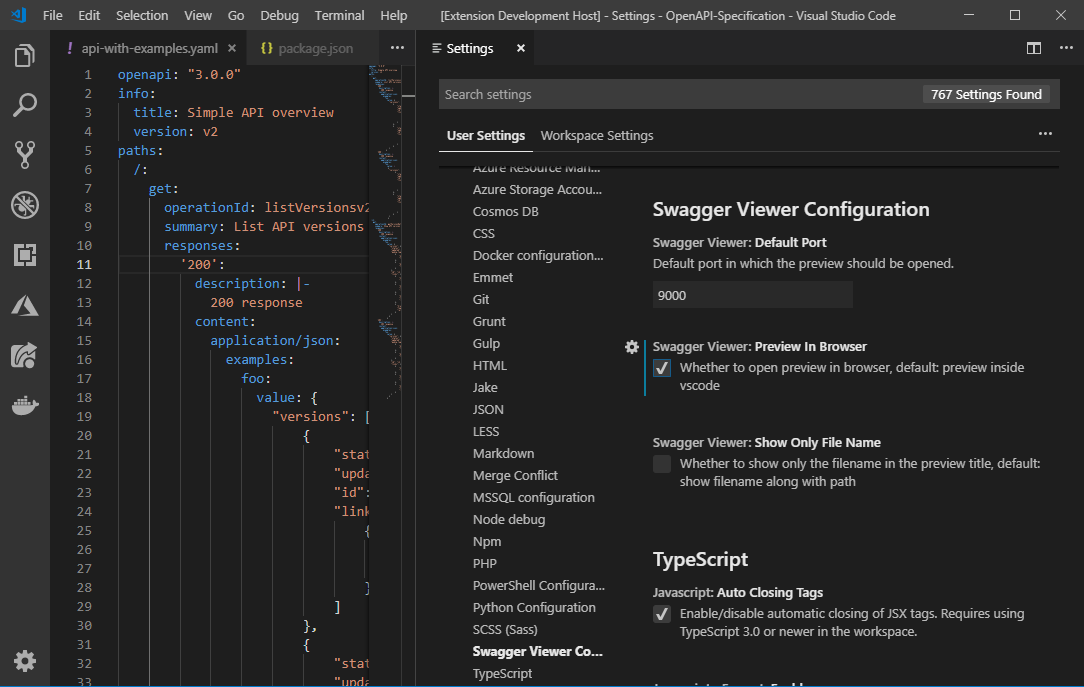 File Edit Selection View Go Debug Terminal Help [Extension Development Host] - Settings - OpenAPI-Specification - Visual Studio Code
! api-with-examples.yaml × {} package.json ···
1 openapi: "3.0.0"
2 info:
3 title: Simple API overview
4 version: v2
5 paths:
6 /:
7 get:
8 operationId: listVersionsv2
9 summary: List API versions
10 responses:
11 '200':
12 description: |-
13 200 response
14 content:
15 application/json:
16 examples:
17 foo:
18 value: {
19 "versions": [
20 {
21 "stat
22 "upda
23 "id":
24 "link
25 {
26
27
28 }
29 ]
30 },
31 {
32 "stat
33 "upda
Settings × ···
Search settings 767 Settings Found
User Settings Workspace Settings ···
Azure Resource Man...
Azure Storage Accou...
Cosmos DB
CSS
Docker configuration...
Emmet
Git
Grunt
Gulp
HTML
Jake
JSON
LESS
Markdown
Merge Conflict
MSSQL configuration
Node debug
Npm
PHP
PowerShell Configura...
Python Configuration
SCSS (Sass)
Swagger Viewer Co...
TypeScript
Swagger Viewer Configuration
Swagger Viewer: Default Port
Default port in which the preview should be opened.
9000
Swagger Viewer: Preview In Browser
Whether to open preview in browser, default: preview inside
vscode
Swagger Viewer: Show Only File Name
Whether to show only the filename in the preview title, default:
show filename along with path
TypeScript
Javascript: Auto Closing Tags
Enable/disable automatic closing of JSX tags. Requires using
TypeScript 3.0 or newer in the workspace.